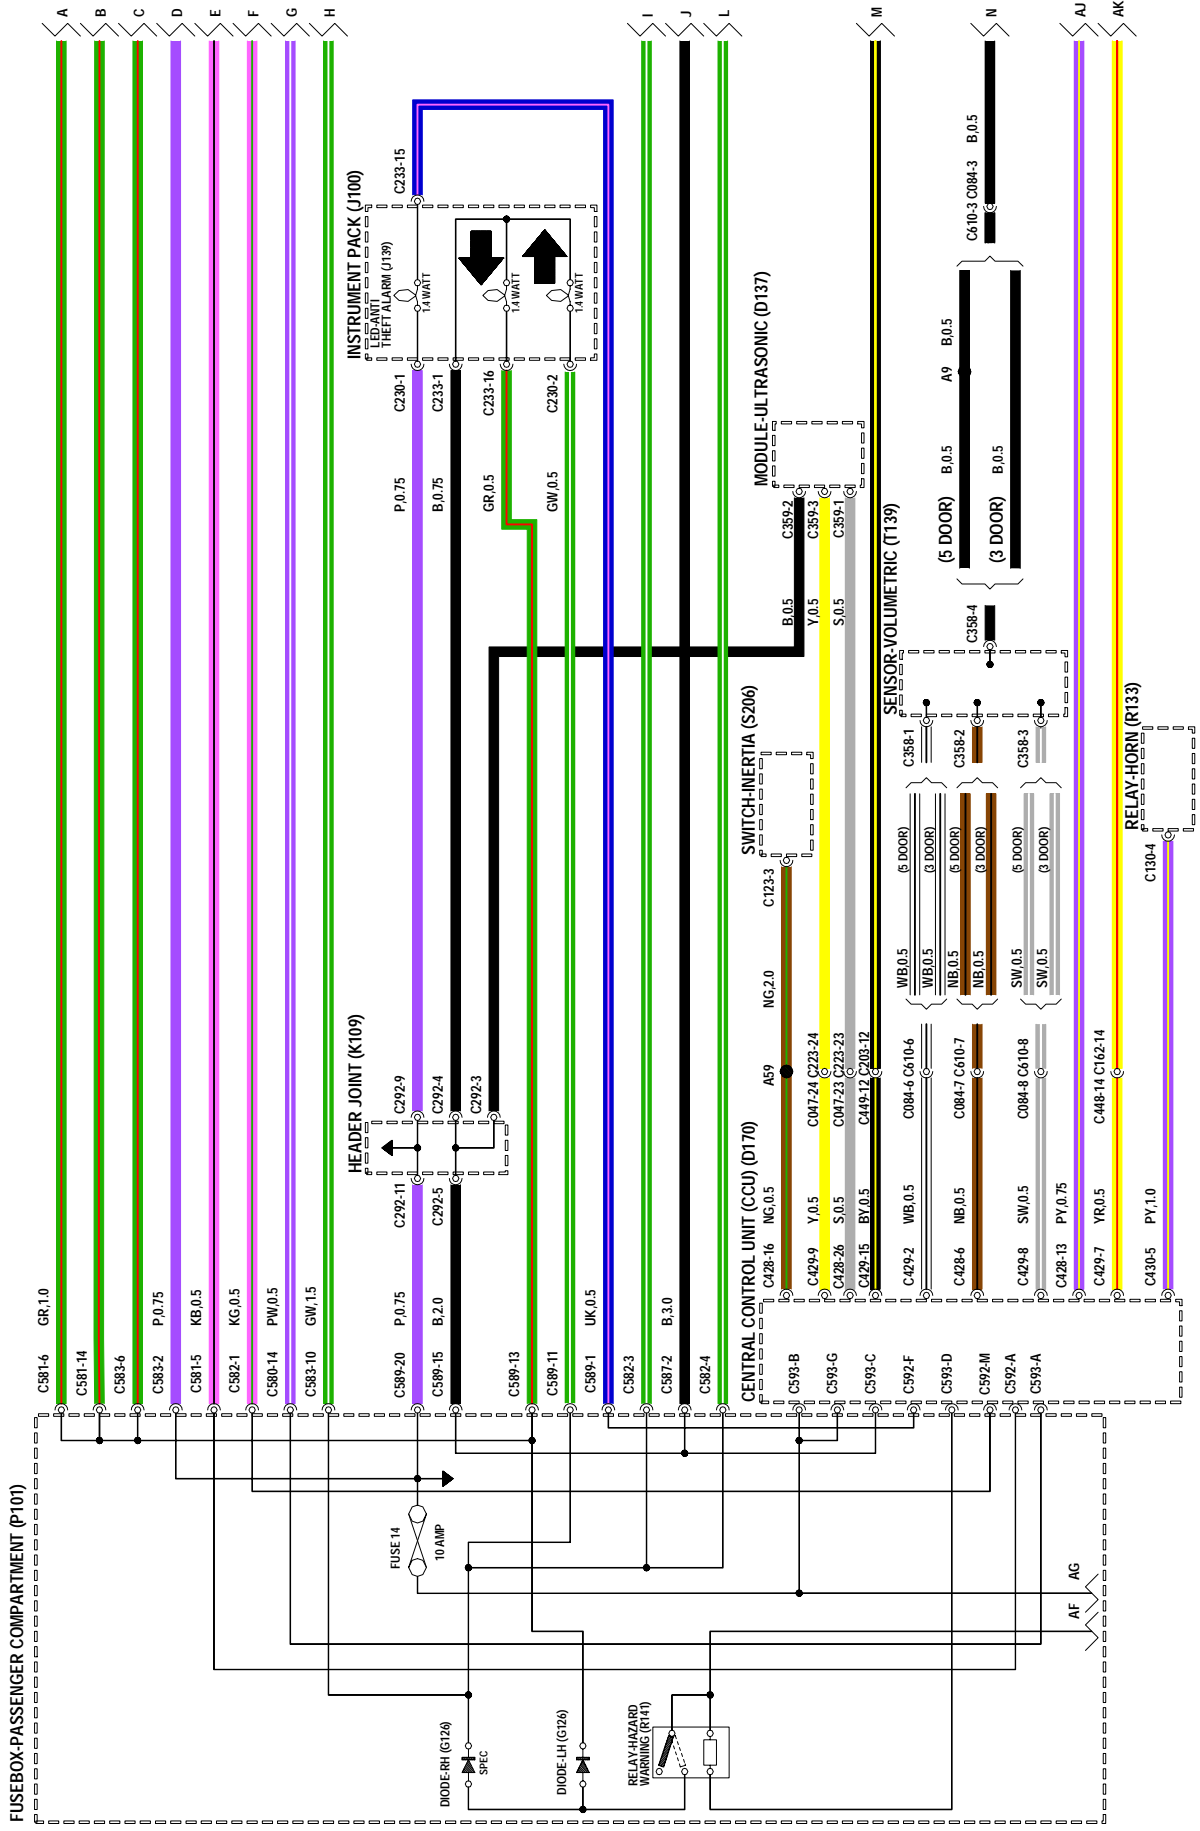 A
B
C
D
E
F
G
H
I
J
L
M
N
AJ
AK
FUSEBOX-PASSENGER COMPARTMENT (P101)
C581-6
GR,1.0
C581-14
C583-6
C583-2
P,0.75
C581-5
KB,0.5
C582-1
KG,0.5
C580-14
PW,0.5
C583-10
GW,1.5
C589-20
P,0.75
C589-15
B,2.0
C589-13
C589-11
C589-1
UK,0.5
C582-3
C587-2
B,3.0
C582-4
FUSE 14
10 AMP
DIODE-RH (G126)
SPEC
DIODE-LH (G126)
RELAY-HAZARD
WARNING (R141)
AF
AG
HEADER JOINT (K109)
C292-11
C292-5
C292-9
C292-4
C292-3
INSTRUMENT PACK (J100)
LED-ANTI
THEFT ALARM (J139)
1.4 WATT
1.4 WATT
1.4 WATT
C233-15
C230-1
C233-1
C233-16
C230-2
P,0.75
B,0.75
GR,0.5
GW,0.5
MODULE-ULTRASONIC (D137)
C359-2
C359-3
C359-1
B,0.5
Y,0.5
S,0.5
SWITCH-INERTIA (S206)
C123-3
NG,2.0
A59
CENTRAL CONTROL UNIT (CCU) (D170)
C428-16
NG,0.5
C429-9
Y,0.5
C047-24 C223-24
C428-26
S,0.5
C047-23 C223-23
C429-15
BY,0.5
C449-12 C203-12
C429-2
WB,0.5
C084-6 C610-6
C428-6
NB,0.5
C084-7 C610-7
C429-8
SW,0.5
C084-8 C610-8
C428-13
PY,0.75
C429-7
YR,0.5
C448-14 C162-14
C430-5
PY,1.0
C593-B
C593-G
C593-C
C592-F
C593-D
C592-M
C592-A
C593-A
SENSOR-VOLUMETRIC (T139)
C358-1
C358-2
C358-3
C358-4
WB,0.5
(5 DOOR)
WB,0.5
(3 DOOR)
NB,0.5
(5 DOOR)
NB,0.5
(3 DOOR)
SW,0.5
(5 DOOR)
SW,0.5
(3 DOOR)
(5 DOOR)
B,0.5
A9
B,0.5
(3 DOOR)
B,0.5
C610-3 C084-3
B,0.5
RELAY-HORN (R133)
C130-4